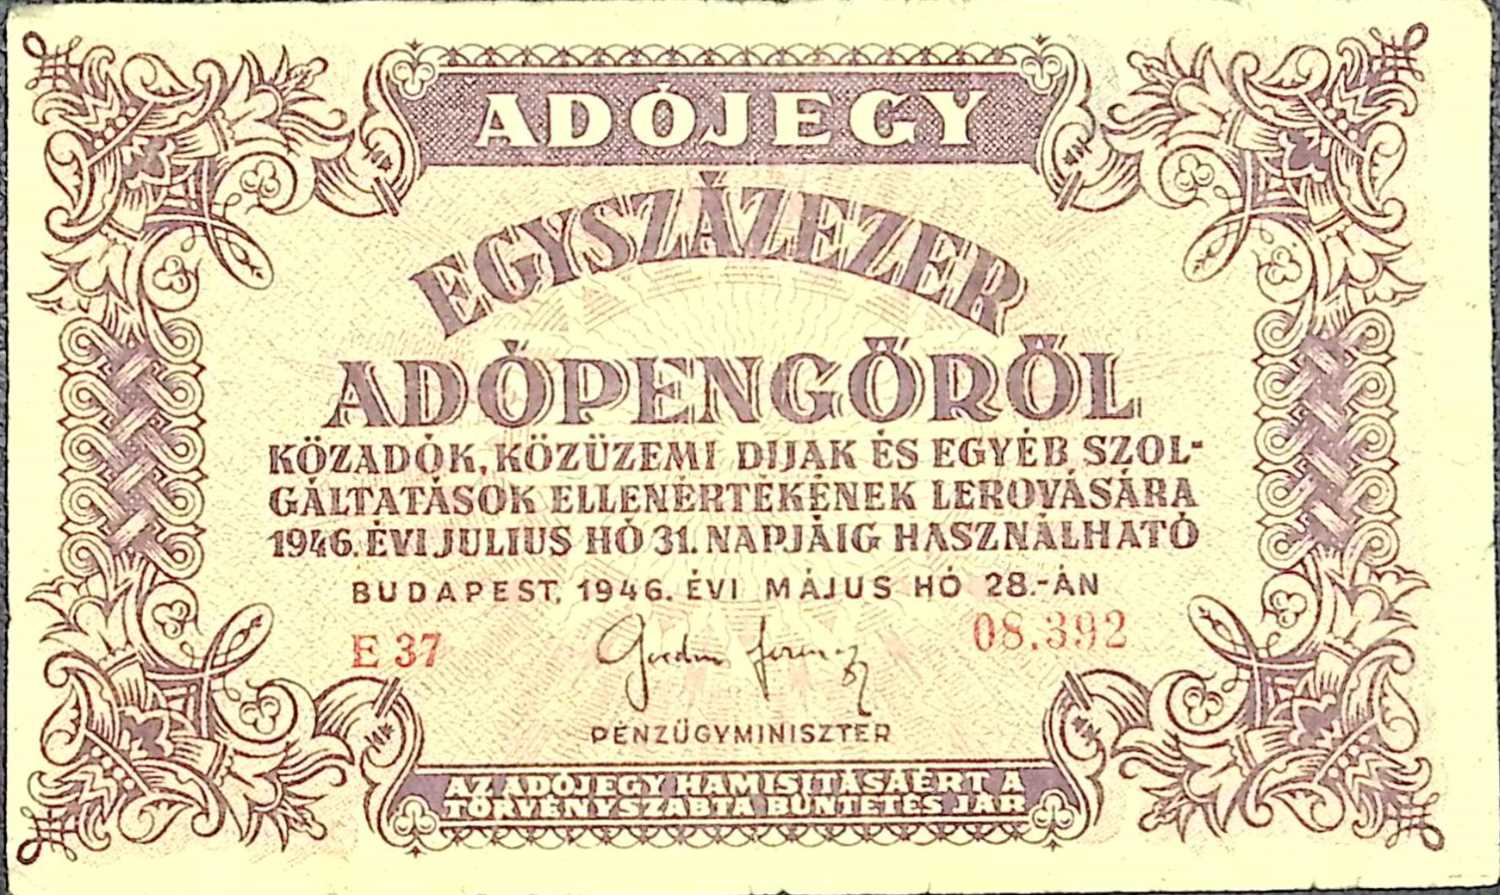 ADÓJEGY
EGYSZÁZEZER
ADÓPENGŐRŐL
KÖZADÓK, KÖZÜZEMI DIJAK ÉS EGYÉB SZOL-
GÁLTATÁSOK ELLENÉRTÉKÉNEK LEROVÁSÁRA
1946. ÉVI JULIUS HÓ 31. NAPJÁIG HASZNÁLHATÓ
BUDAPEST, 1946. ÉVI MÁJUS HÓ 28.-ÁN
E 37 08.392
PÉNZÜGYMINISZTER
AZ ADÓJEGY HAMISITÁSÁÉRT A
TÖRVÉNYSZABTA BÜNTETÉS JÁR